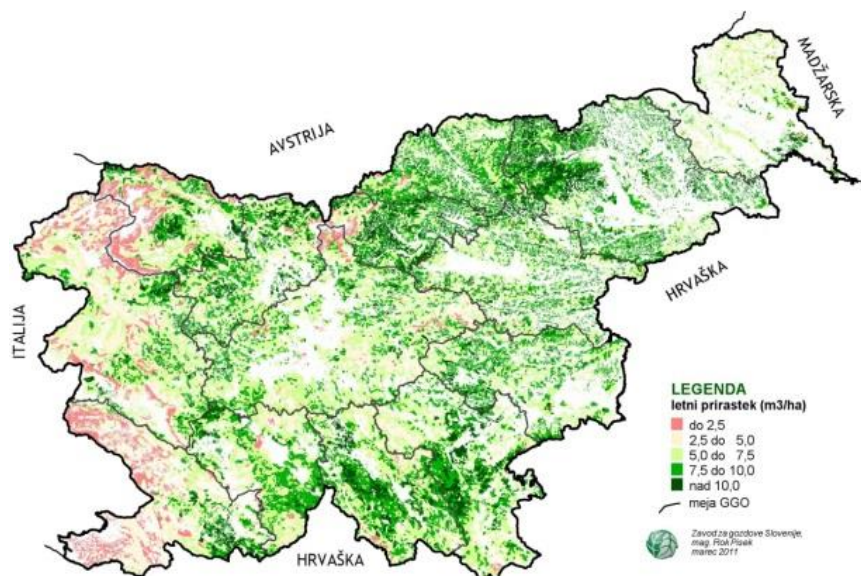 MADŽARSKA
AVSTRIJA
HRVAŠKA
ITALIJA
LEGENDA
letni prirastek (m3/ha)
do 2,5
2,5 do 5,0
5,0 do 7,5
7,5 do 10,0
nad 10,0
meja GGO
Zavod za gozdove Slovenije,
mag. Rok Pisek
marec 2011
HRVAŠKA